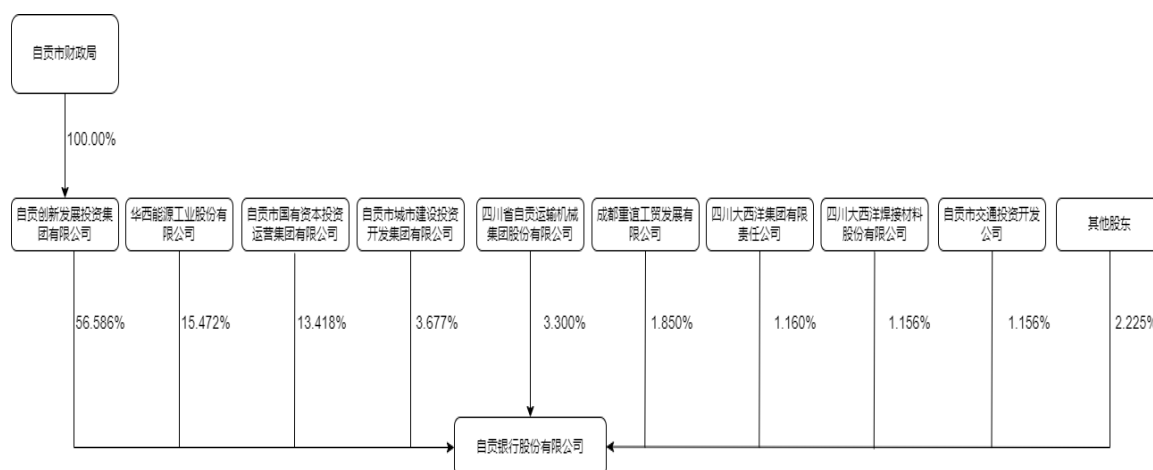 自贡市财政局
100.00%
自贡创新发展投资集
团有限公司
华西能源工业股份有
限公司
自贡市国有资本投资
运营集团有限公司
自贡市城市建设投资
开发集团有限公司
四川省自贡运输机械
集团股份有限公司
成都重谊工贸发展有
限公司
四川大西洋集团有限
责任公司
四川大西洋焊接材料
股份有限公司
自贡市交通投资开发
公司
其他股东
56.586%
15.472%
13.418%
3.677%
3.300%
1.850%
1.160%
1.156%
1.156%
2.225%
自贡银行股份有限公司